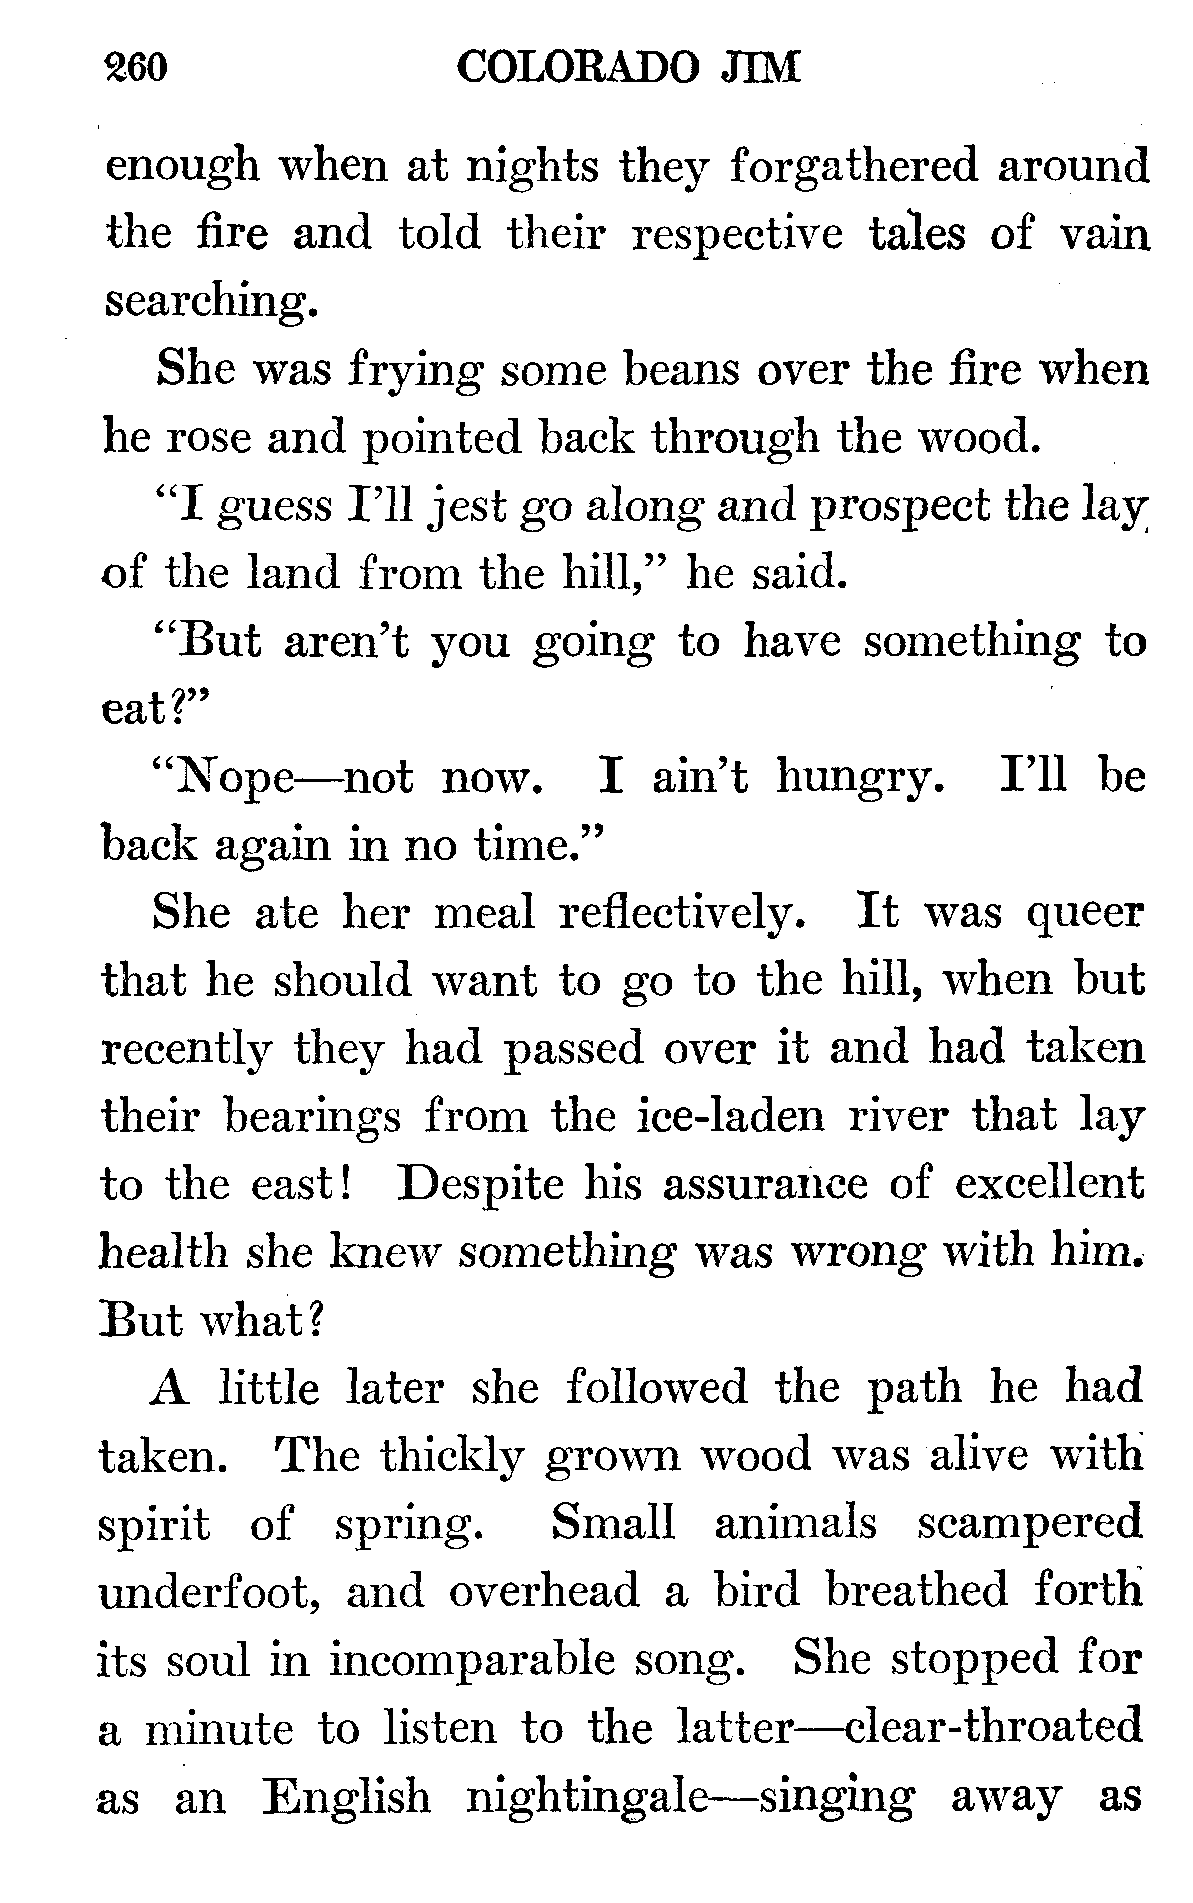 260 COLORADO JIM
enough when at nights they forgathered around
the fire and told their respective tales of vain
searching.
She was frying some beans over the fire when
he rose and pointed back through the wood.
“I guess I’ll jest go along and prospect the lay
of the land from the hill,” he said.
“But aren’t you going to have something to
eat?”
“Nope—not now. I ain’t hungry. I’ll be
back again in no time.”
She ate her meal reflectively. It was queer
that he should want to go to the hill, when but
recently they had passed over it and had taken
their bearings from the ice-laden river that lay
to the east! Despite his assurance of excellent
health she knew something was wrong with him.
But what?
A little later she followed the path he had
taken. The thickly grown wood was alive with
spirit of spring. Small animals scampered
underfoot, and overhead a bird breathed forth
its soul in incomparable song. She stopped for
a minute to listen to the latter—clear-throated
as an English nightingale—singing away as